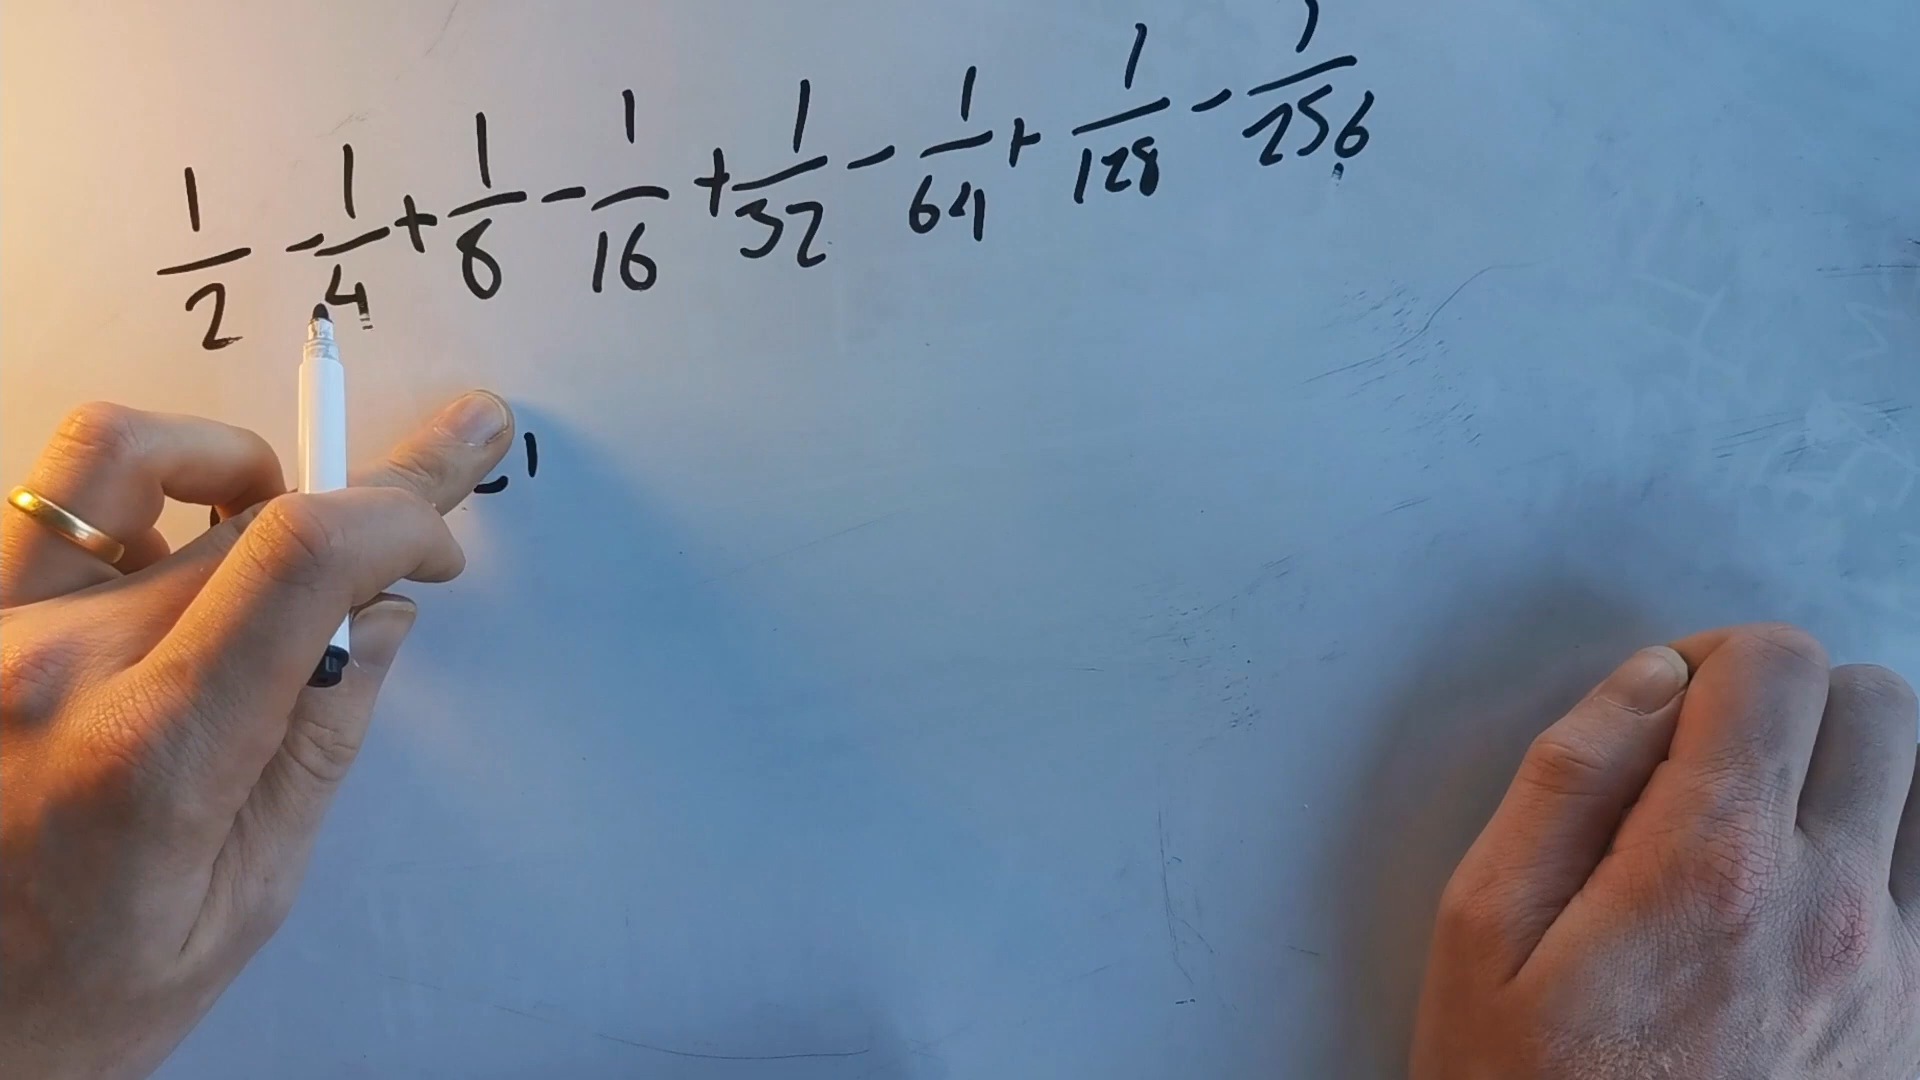 1/2 - 1/4 + 1/8 - 1/16 + 1/32 - 1/64 + 1/128 - 1/256